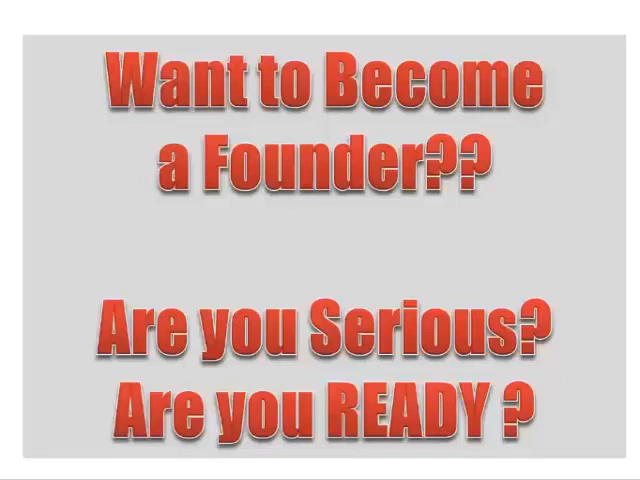 Want to Become
a Founder??
Are you Serious?
Are you READY ?